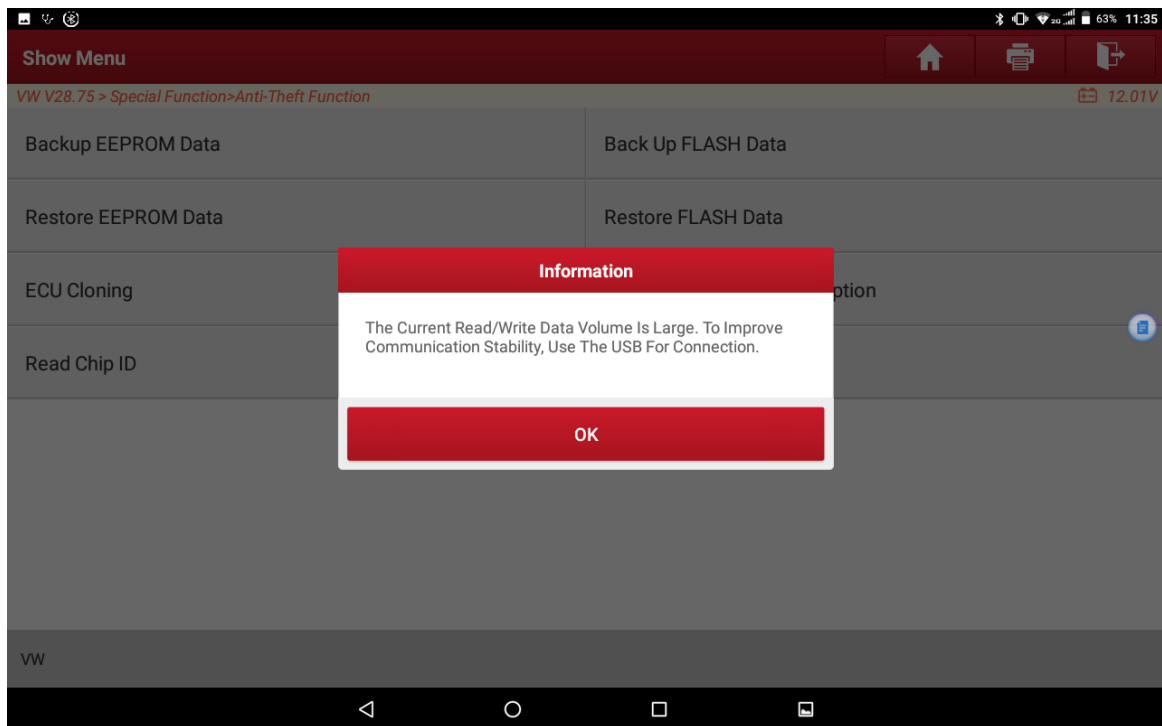 2G 63% 11:35
Show Menu
VW V28.75 > Special Function>Anti-Theft Function 12.01V
Backup EEPROM Data Back Up FLASH Data
Restore EEPROM Data Restore FLASH Data
Information
ECU Cloning ption
The Current Read/Write Data Volume Is Large. To Improve
Communication Stability, Use The USB For Connection.
Read Chip ID
OK
VW